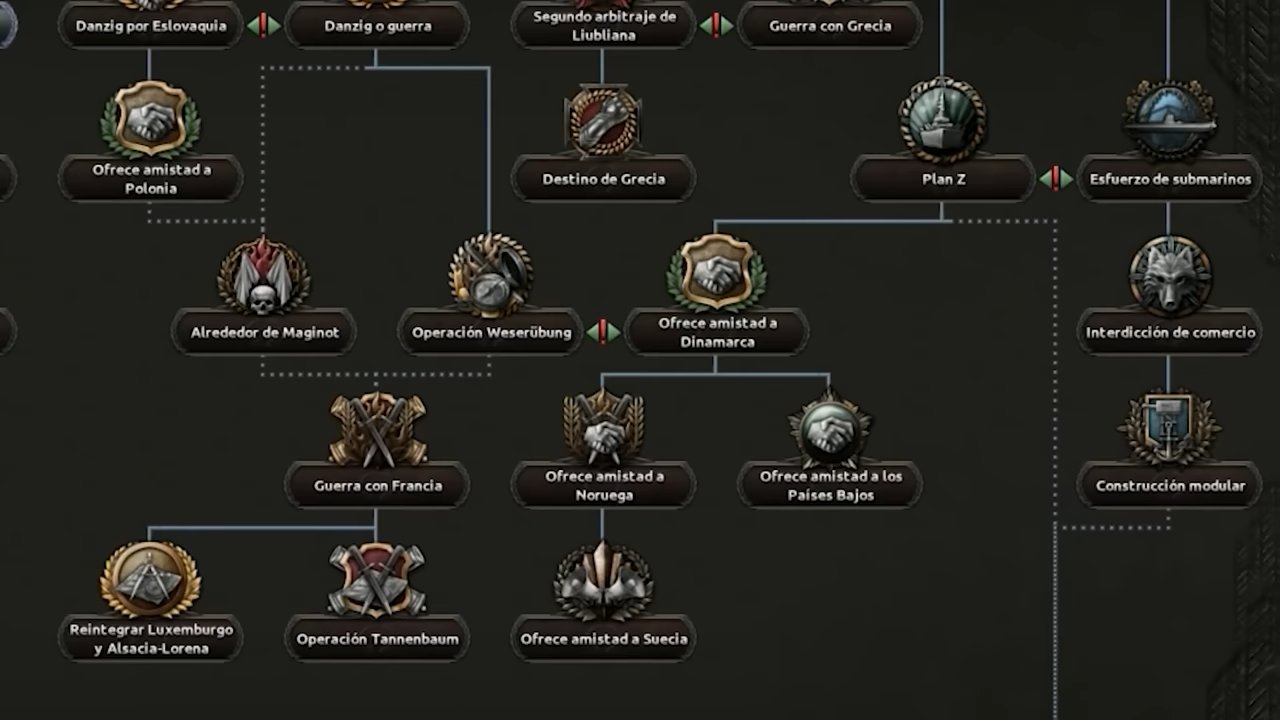 Danzig por Eslovaquia
Danzig o guerra
Segundo arbitraje de
Liubliana
Guerra con Grecia
Ofrece amistad a
Polonia
Destino de Grecia
Plan Z
Esfuerzo de submarinos
Alrededor de Maginot
Operación Weserübung
Ofrece amistad a
Dinamarca
Interdicción de comercio
Guerra con Francia
Ofrece amistad a
Noruega
Ofrece amistad a los
Países Bajos
Construcción modular
Reintegrar Luxemburgo
y Alsacia-Lorena
Operación Tannenbaum
Ofrece amistad a Suecia